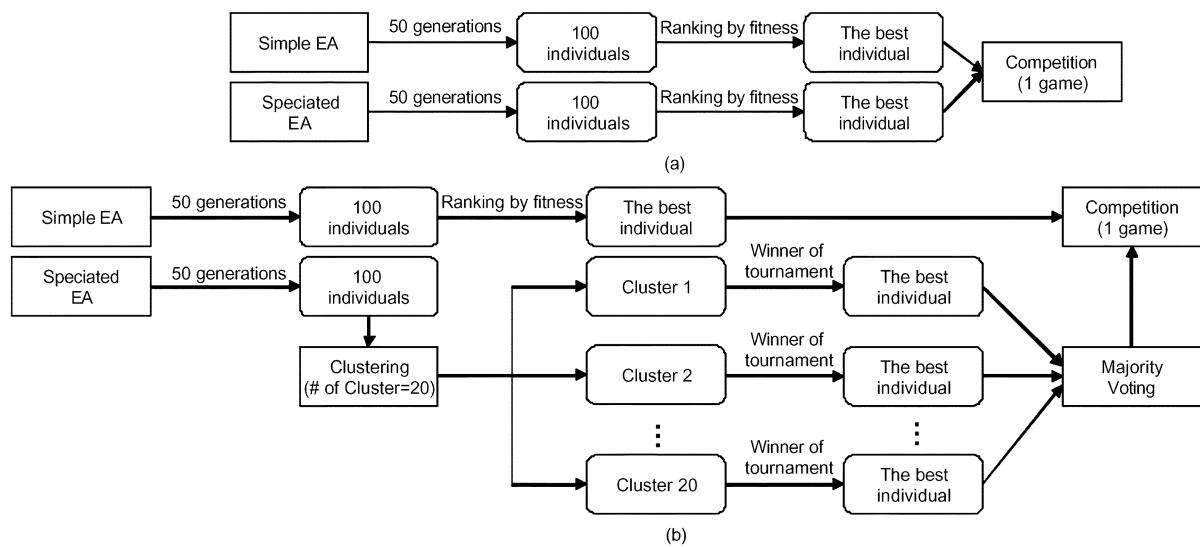 Simple EA
50 generations
100
individuals
Ranking by fitness
The best
individual
Competition
(1 game)
Speciated
EA
50 generations
100
individuals
Ranking by fitness
The best
individual
(a)
Simple EA
50 generations
100
individuals
Ranking by fitness
The best
individual
Competition
(1 game)
Speciated
EA
50 generations
100
individuals
Clustering
(# of Cluster=20)
Cluster 1
Winner of
tournament
The best
individual
Cluster 2
Winner of
tournament
The best
individual
Majority
Voting
Cluster 20
Winner of
tournament
The best
individual
(b)